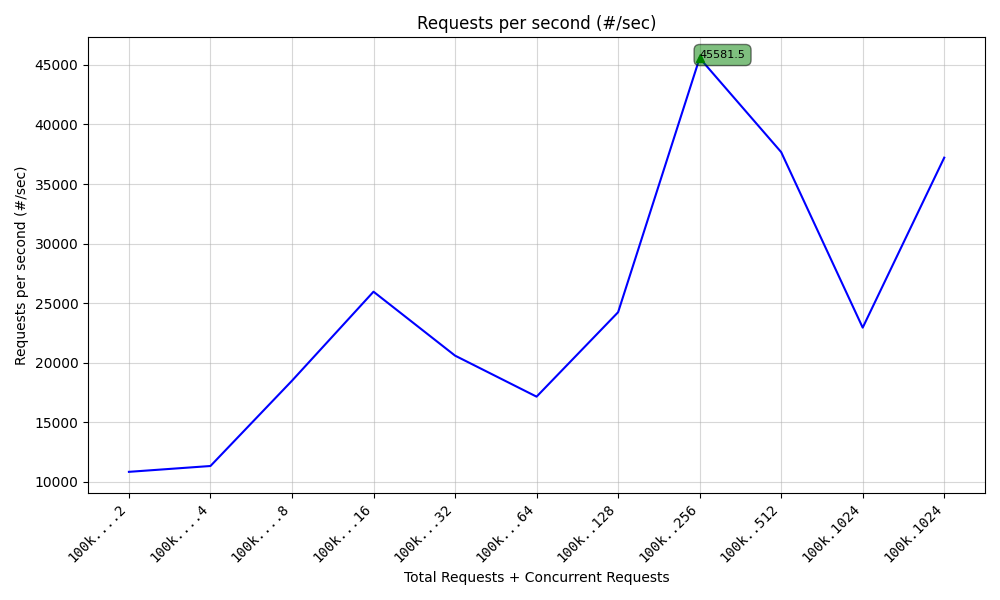 Requests per second (#/sec)
45581.5
Requests per second (#/sec)
45000
40000
35000
30000
25000
20000
15000
10000
100k....2
100k....4
100k....8
100k...16
100k...32
100k...64
100k..128
100k..256
100k..512
100k.1024
100k.1024
Total Requests + Concurrent Requests